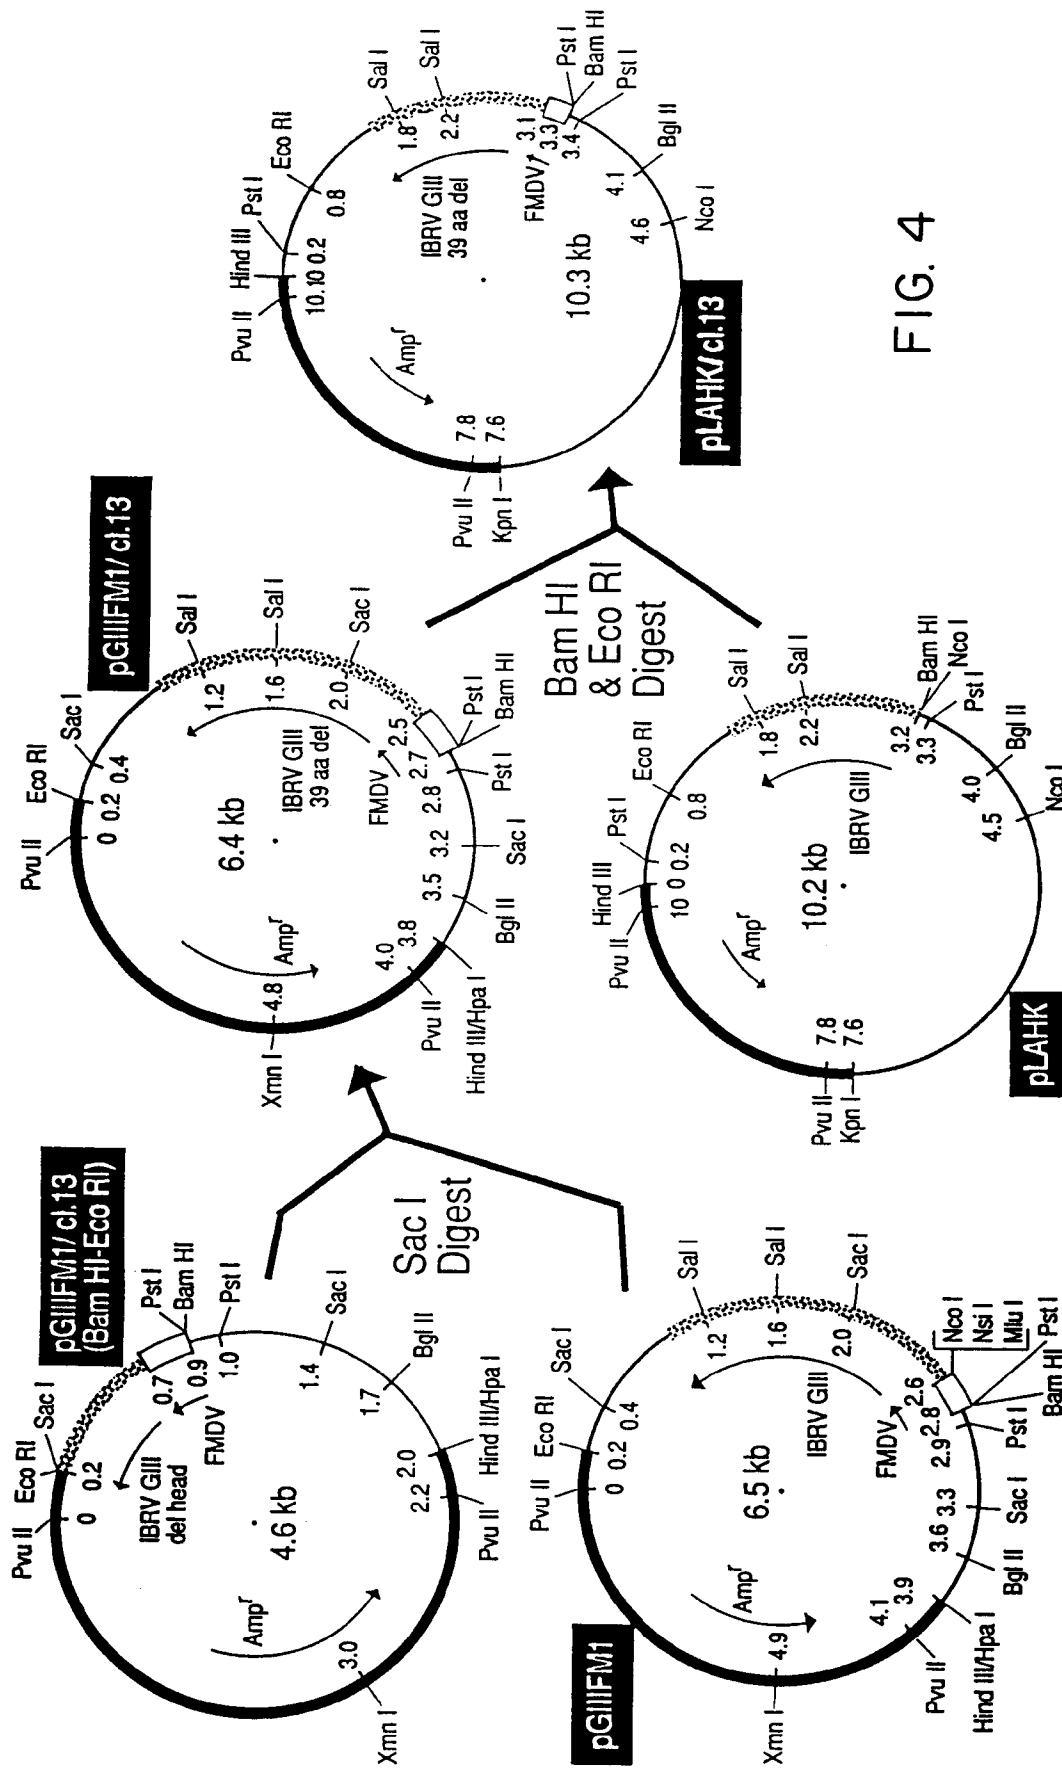 pGIIIFM1/ cl.13
(Bam HI-Eco RI)
Pvu II
Eco RI
Sac I
Pst I
Bam HI
Pst I
Sac I
Bgl II
Hind III/Hpa I
Pvu II
Xmn I
0
0.2
0.7
0.9
1.0
1.4
1.7
2.0
2.2
3.0
IBRV GIII
del head
FMDV
4.6 kb
Ampr
Sac I
Digest
pGIIIFM1
Pvu II
Eco RI
Sac I
Sal I
Sal I
Sac I
Nco I
Nsi I
Mlu I
Pst I
Bam HI
Pst I
Sac I
Bgl II
Hind III/Hpa I
Pvu II
Xmn I
0
0.2
0.4
1.2
1.6
2.0
2.6
2.8
2.9
3.3
3.6
3.9
4.1
4.9
IBRV GIII
FMDV
6.5 kb
Ampr
pGIIIFM1/ cl.13
Pvu II
Eco RI
Sac I
Sal I
Sal I
Sac I
Pst I
Bam HI
Pst I
Sac I
Bgl II
Hind III/Hpa I
Pvu II
Xmn I
0
0.2
0.4
1.2
1.6
2.0
2.5
2.7
2.8
3.2
3.5
3.8
4.0
4.8
IBRV GIII
39 aa del
FMDV
6.4 kb
Ampr
Bam HI
& Eco RI
Digest
pLAHK
Pvu II
Hind III
Pst I
Eco RI
Sal I
Sal I
Bam HI
Nco I
Pst I
Bgl II
Nco I
Kpn I
Pvu II
10
0
0.2
0.8
1.8
2.2
3.2
3.3
4.0
4.5
7.6
7.8
IBRV GIII
10.2 kb
Ampr
pLAHK/cl.13
Pvu II
Hind III
Pst I
Eco RI
Sal I
Sal I
Pst I
Bam HI
Pst I
Bgl II
Nco I
Kpn I
Pvu II
10.1
0
0.2
0.8
1.8
2.2
3.1
3.3
3.4
4.1
4.6
7.6
7.8
IBRV GIII
39 aa del
FMDV
10.3 kb
Ampr
FIG. 4